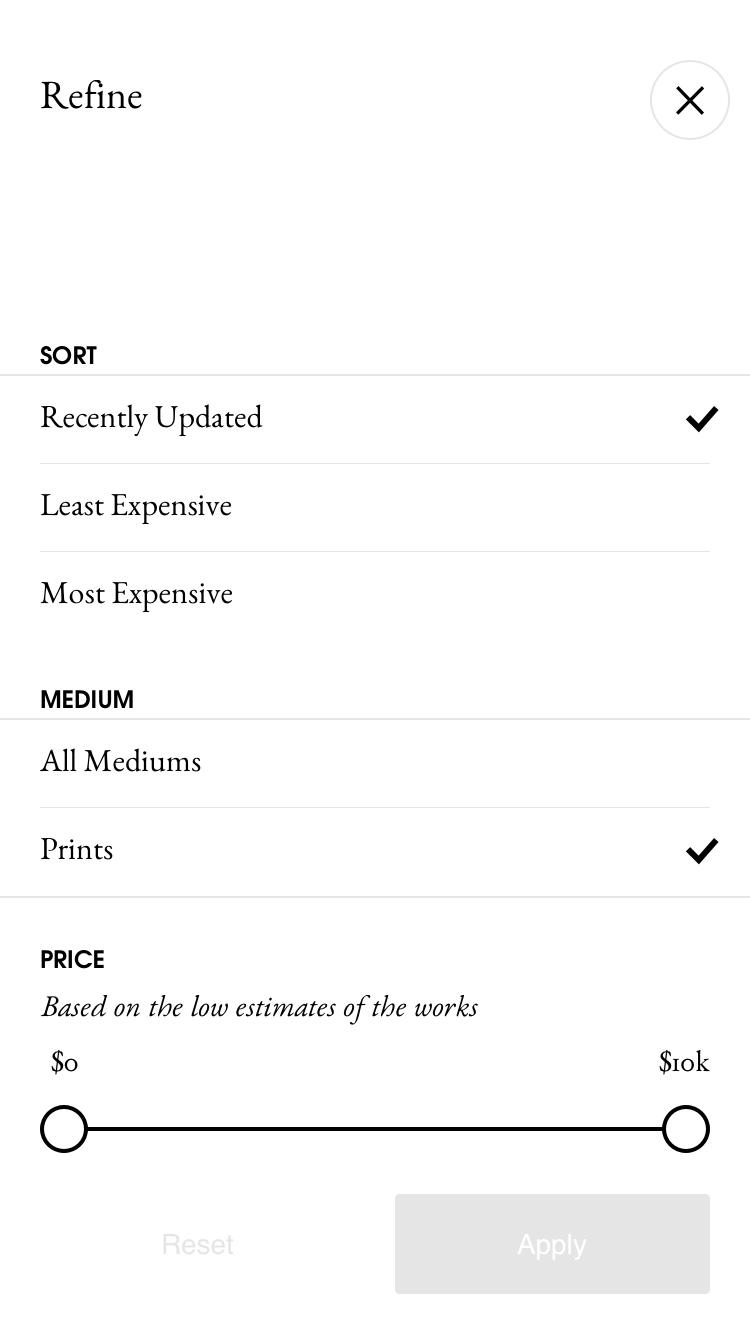 Refine
SORT
Recently Updated
Least Expensive
Most Expensive
MEDIUM
All Mediums
Prints
PRICE
Based on the low estimates of the works
$0 $10k
Reset Apply